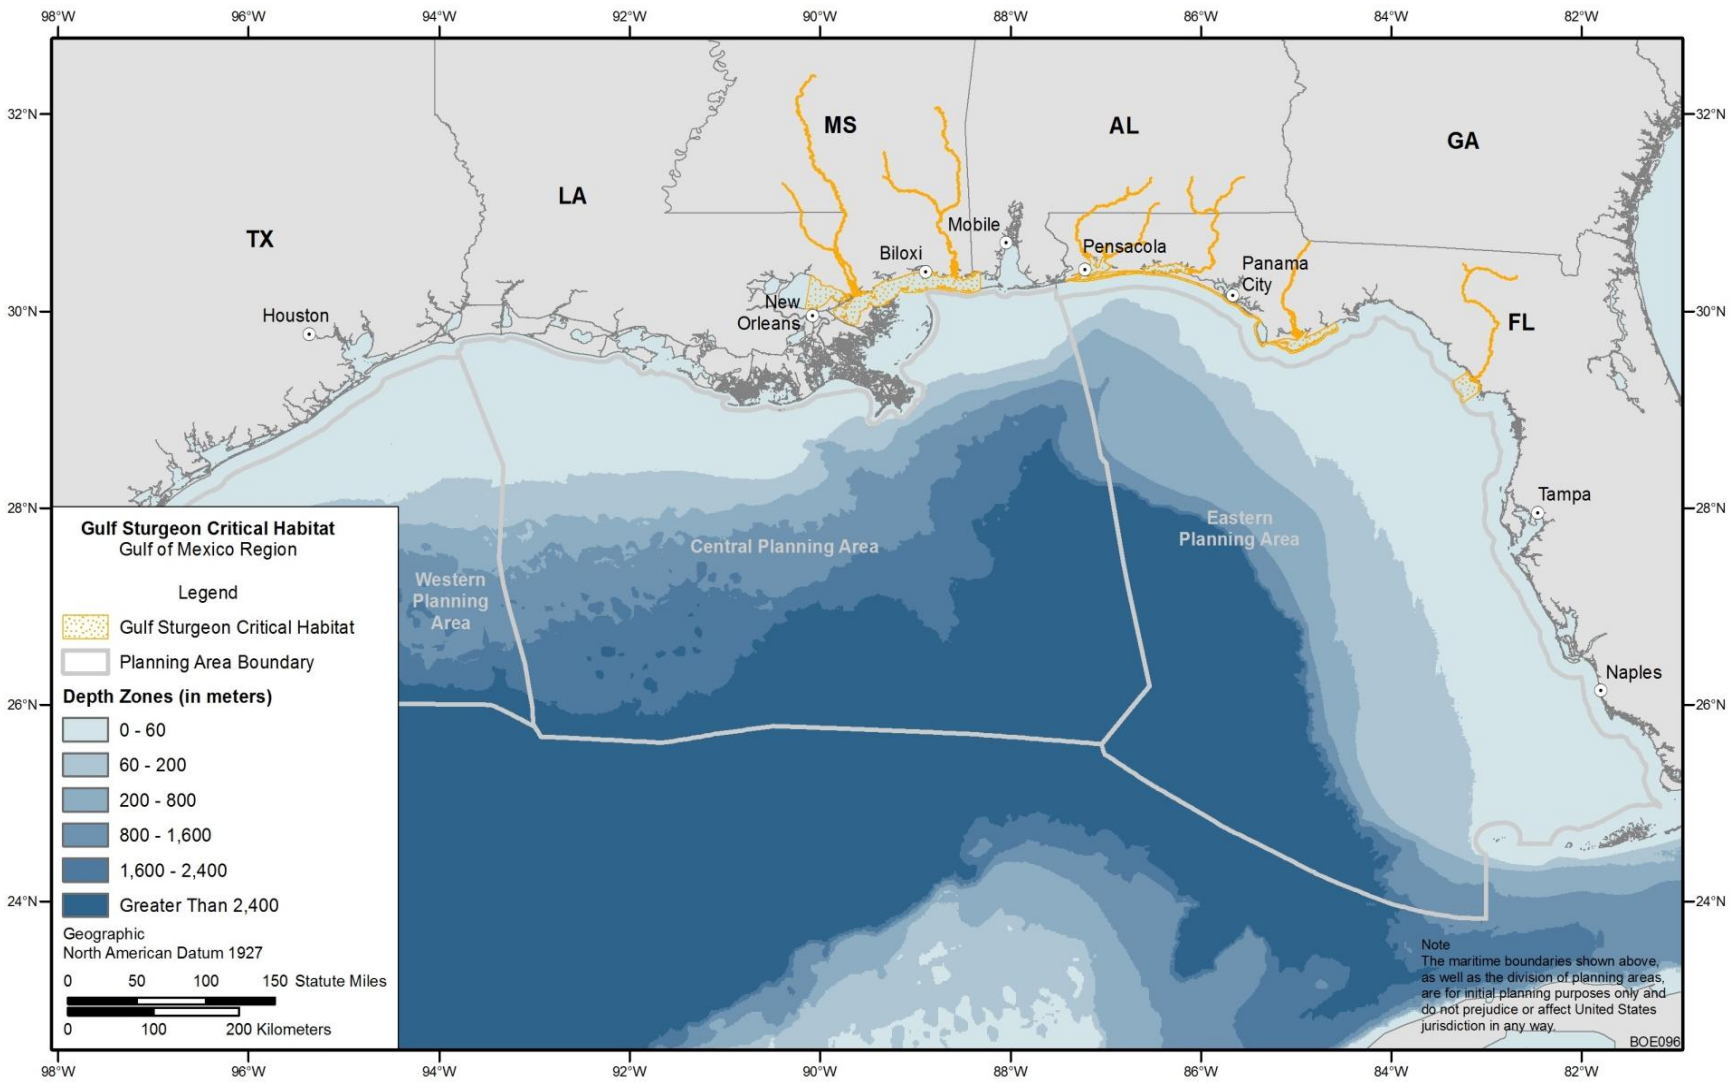 98°W 96°W 94°W 92°W 90°W 88°W 86°W 84°W 82°W
32°N 32°N
MS
AL
GA
LA
TX
Mobile
Pensacola
Biloxi
Panama
City
New
Orleans
30°N 30°N
Houston
FL
Tampa
28°N 28°N
Eastern
Planning Area
Central Planning Area
Western
Planning
Area
Naples
26°N 26°N
24°N 24°N
Gulf Sturgeon Critical Habitat
Gulf of Mexico Region
Legend
Gulf Sturgeon Critical Habitat
Planning Area Boundary
Depth Zones (in meters)
0 - 60
60 - 200
200 - 800
800 - 1,600
1,600 - 2,400
Greater Than 2,400
Geographic
North American Datum 1927
0 50 100 150 Statute Miles
0 100 200 Kilometers
Note
The maritime boundaries shown above,
as well as the division of planning areas,
are for initial planning purposes only and
do not prejudice or affect United States
jurisdiction in any way.
BOE096
98°W 96°W 94°W 92°W 90°W 88°W 86°W 84°W 82°W